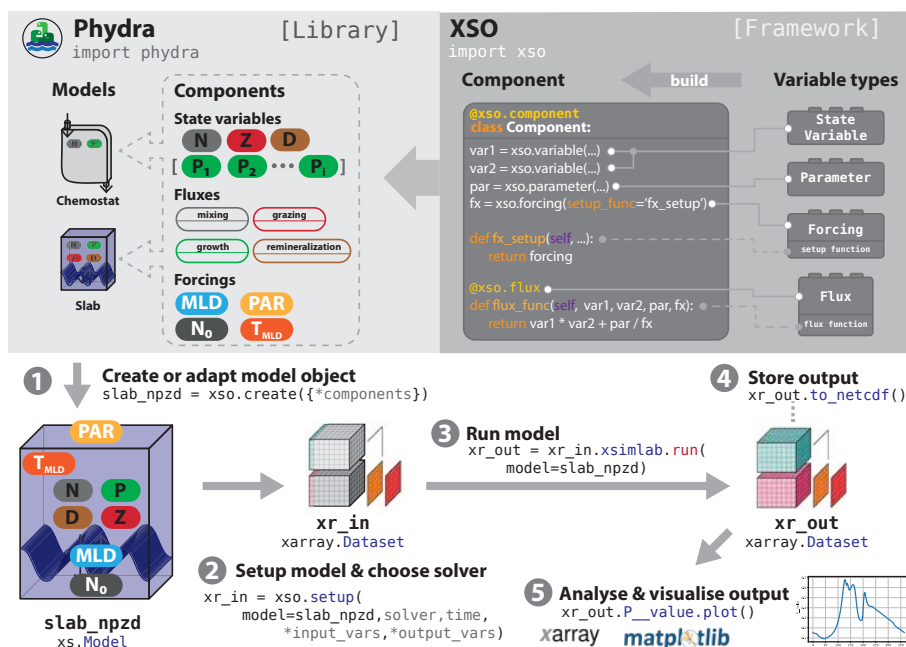 Phydra
import phydra
[Library]
Models
N P
Chemostat
N P
D Z
Slab
Components
State variables
N Z D
[ P1 P2 ... Pi ]
Fluxes
mixing grazing
growth remineralization
Forcings
MLD PAR
N0 TMLD
XSO
import xso
[Framework]
Component
build
Variable types
@xso.component
class Component:
var1 = xso.variable(...)
var2 = xso.variable(...)
par = xso.parameter(...)
fx = xso.forcing(setup_func='fx_setup')
def fx_setup(self, ...):
return forcing
@xso.flux
def flux_func(self, var1, var2, par, fx):
return var1 * var2 + par / fx
State
Variable
Parameter
Forcing
setup function
Flux
flux function
1 Create or adapt model object
slab_npzd = xso.create({*components})
PAR
TMLD
N P
D Z
MLD
N0
slab_npzd
xs.Model
xr_in
xarray.Dataset
2 Setup model & choose solver
xr_in = xso.setup(
model=slab_npzd,solver,time,
*input_vars,*output_vars)
3 Run model
xr_out = xr_in.xsimlab.run(
model=slab_npzd)
4 Store output
xr_out.to_netcdf()
xr_out
xarray.Dataset
5 Analyse & visualise output
xr_out.P__value.plot()
xarray matplotlib